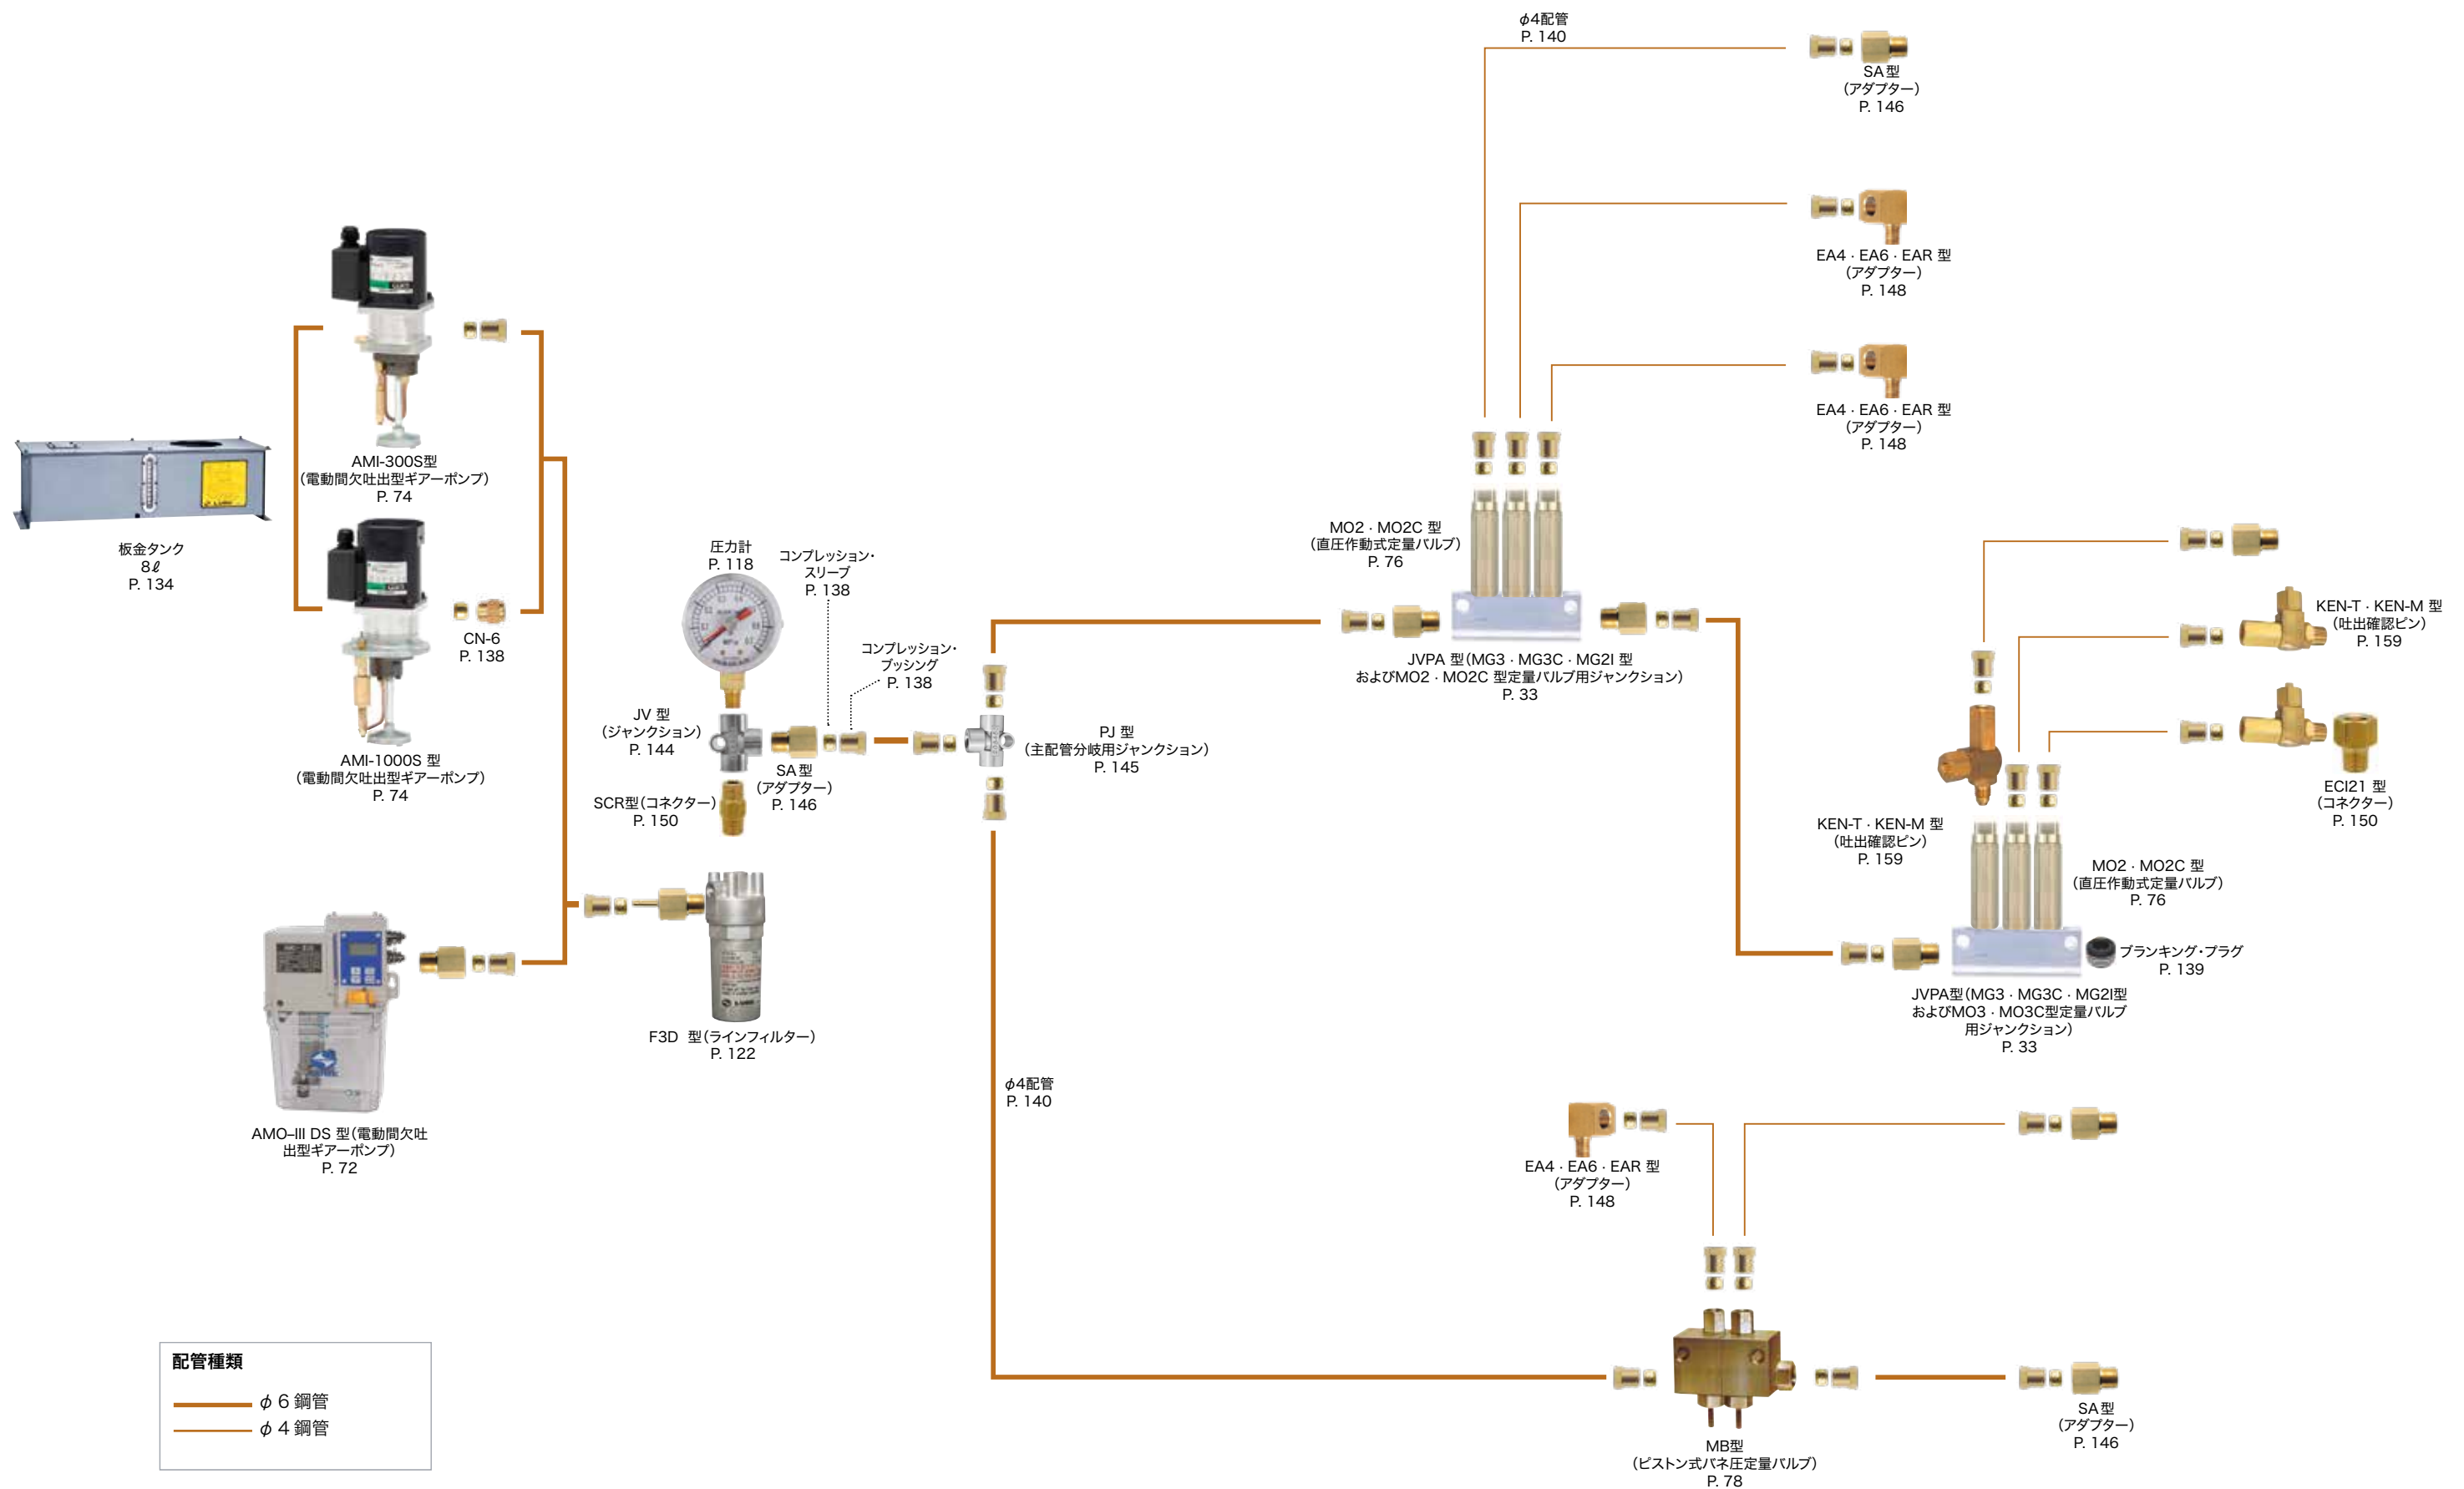 φ4配管
P. 140
SA型
（アダプター）
P. 146
EA4・EA6・EAR 型
（アダプター）
P. 148
EA4・EA6・EAR 型
（アダプター）
P. 148
AMI-300S型
（電動間欠吐出型ギアーポンプ）
P. 74
板金タンク
8ℓ
P. 134
CN-6
P. 138
AMI-1000S 型
（電動間欠吐出型ギアーポンプ）
P. 74
AMO–III DS 型（電動間欠吐
出型ギアーポンプ）
P. 72
圧力計
P. 118
コンプレッション・
スリーブ
P. 138
コンプレッション・
ブッシング
P. 138
JV 型
（ジャンクション）
P. 144
SA型
（アダプター）
P. 146
SCR型（コネクター）
P. 150
F3D 型（ラインフィルター）
P. 122
PJ 型
（主配管分岐用ジャンクション）
P. 145
MO2・MO2C 型
（直圧作動式定量バルブ）
P. 76
JVPA 型（MG3・MG3C・MG2I 型
およびMO2・MO2C 型定量バルブ用ジャンクション）
P. 33
KEN-T・KEN-M 型
（吐出確認ピン）
P. 159
ECI21 型
（コネクター）
P. 150
KEN-T・KEN-M 型
（吐出確認ピン）
P. 159
MO2・MO2C 型
（直圧作動式定量バルブ）
P. 76
ブランキング・プラグ
P. 139
JVPA型（MG3・MG3C・MG2I型
およびMO3・MO3C型定量バルブ
用ジャンクション）
P. 33
φ4配管
P. 140
EA4・EA6・EAR 型
（アダプター）
P. 148
MB型
（ピストン式バネ圧定量バルブ）
P. 78
SA型
（アダプター）
P. 146
配管種類
φ 6 鋼管
φ 4 鋼管